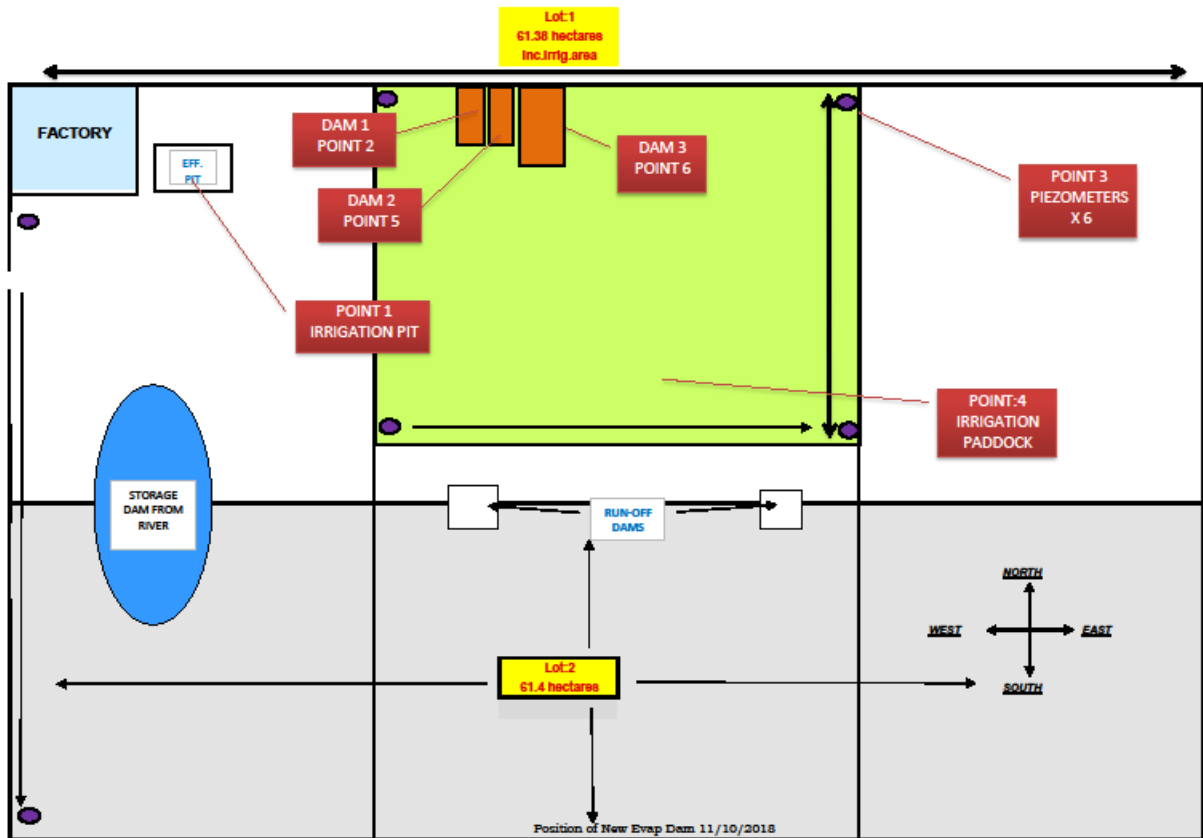 Lot:1
61.38 hectares
Inc.Irrig.area
FACTORY
EFF.
PIT
DAM 1
POINT 2
DAM 2
POINT 5
DAM 3
POINT 6
POINT 3
PIEZOMETERS
X 6
POINT 1
IRRIGATION PIT
POINT:4
IRRIGATION
PADDOCK
STORAGE
DAM FROM
RIVER
RUN-OFF
DAMS
NORTH
WEST
EAST
SOUTH
Lot:2
61.4 hectares
Position of New Evap Dam 11/10/2018